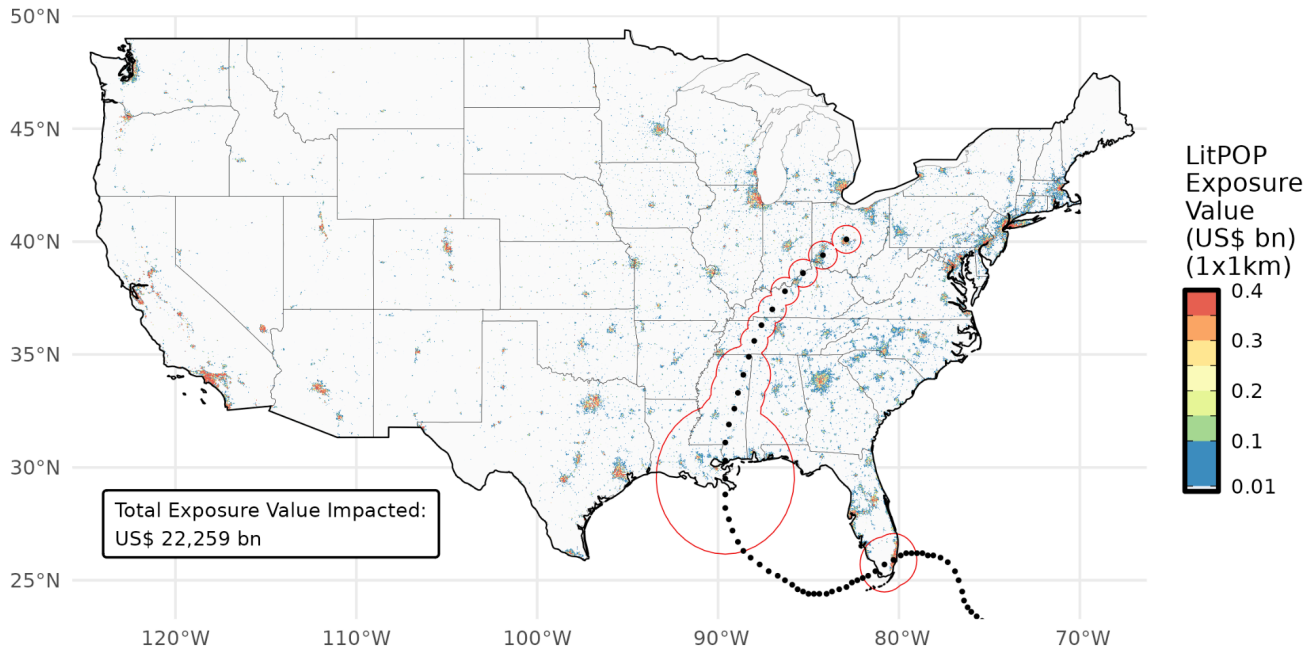 50°N
45°N
40°N
35°N
30°N
25°N
120°W
110°W
100°W
90°W
80°W
70°W
Total Exposure Value Impacted:
US$ 22,259 bn
LitPOP
Exposure
Value
(US$ bn)
(1x1km)
0.4
0.3
0.2
0.1
0.01